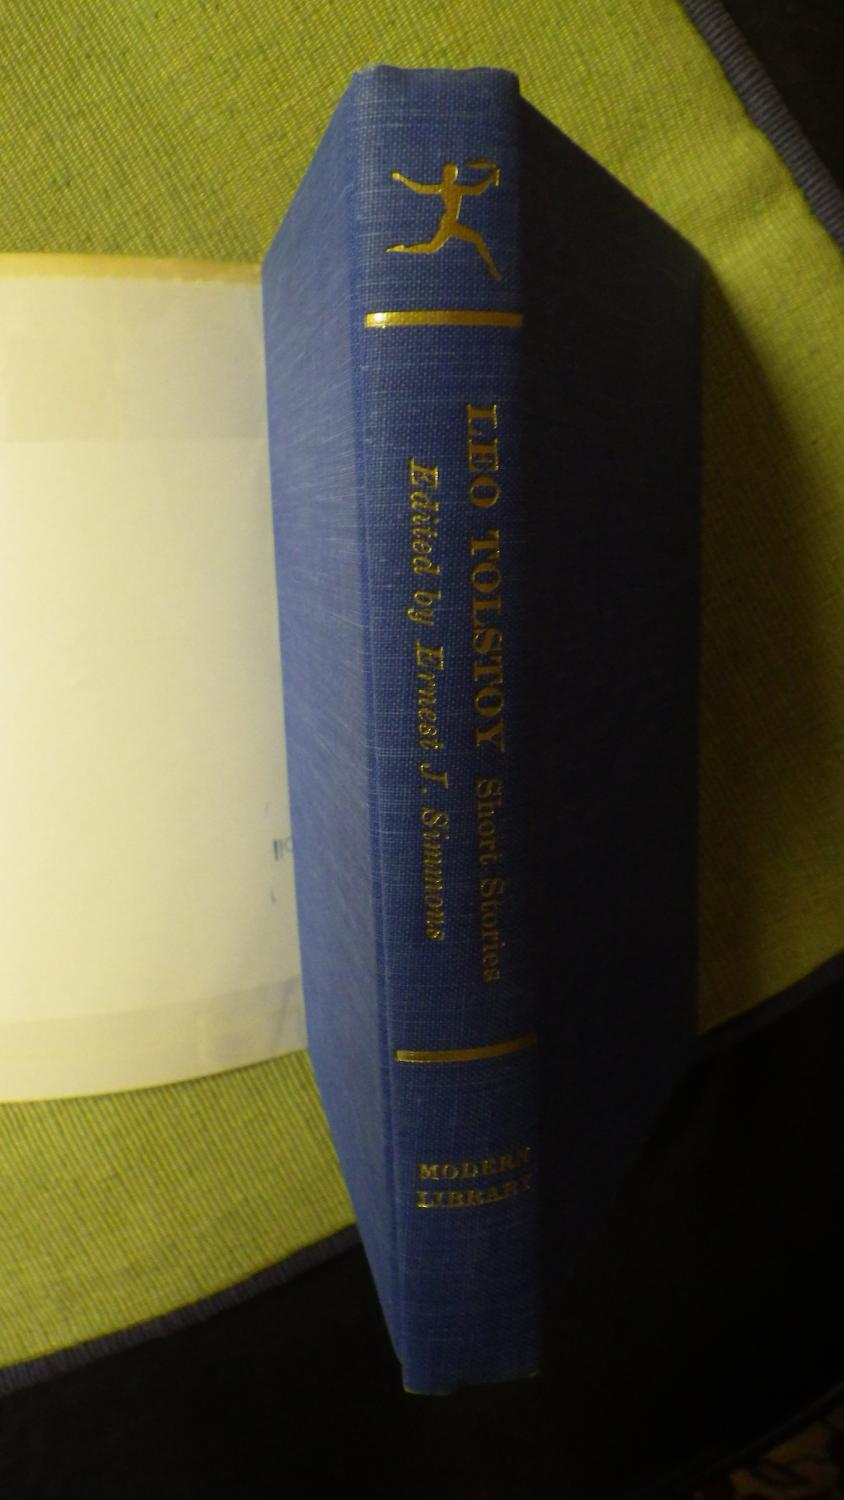 LEO TOLSTOY Short Stories
Edited by Ernest J. Simmons
MODERN
LIBRARY